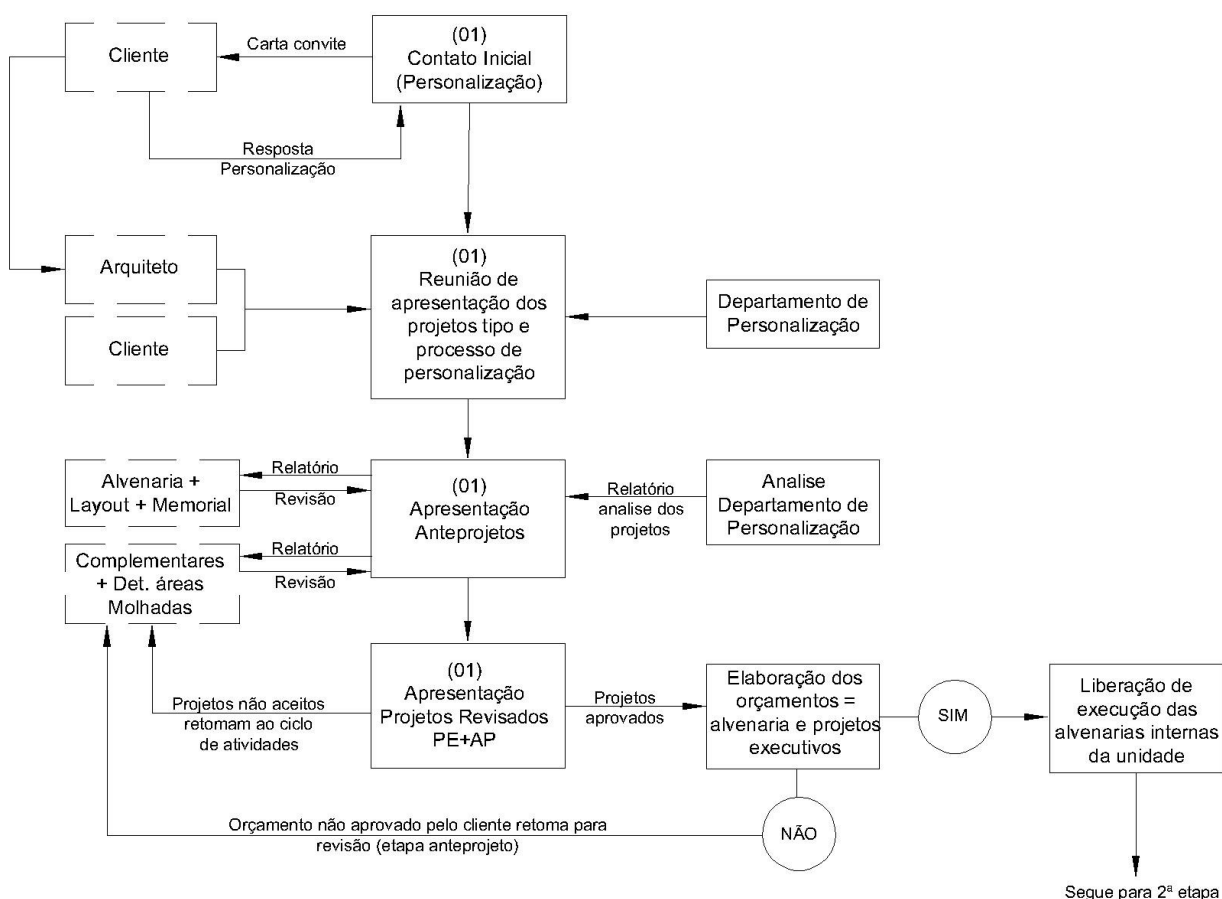 Cliente
Carta convite
(01)
Contato Inicial
(Personalização)
Resposta
Personalização
Arquiteto
Cliente
(01)
Reunião de
apresentação dos
projetos tipo e
processo de
personalização
Departamento de
Personalização
Alvenaria +
Layout + Memorial
Relatório
Revisão
Complementares
+ Det. áreas
Molhadas
Relatório
Revisão
(01)
Apresentação
Anteprojetos
Relatório
analise dos
projetos
Analise
Departamento de
Personalização
Projetos não aceitos
retornam ao ciclo
de atividades
(01)
Apresentação
Projetos Revisados
PE+AP
Projetos
aprovados
Elaboração dos
orçamentos =
alvenaria e projetos
executivos
SIM
Liberação de
execução das
alvenarias internas
da unidade
Orçamento não aprovado pelo cliente retorna para
revisão (etapa anteprojeto)
NÃO
Segue para 2ª etapa